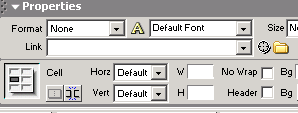 Properties
Format None A Default Font Size N
Link
Cell Horz Default W No Wrap Bg
Vert Default H Header Bg